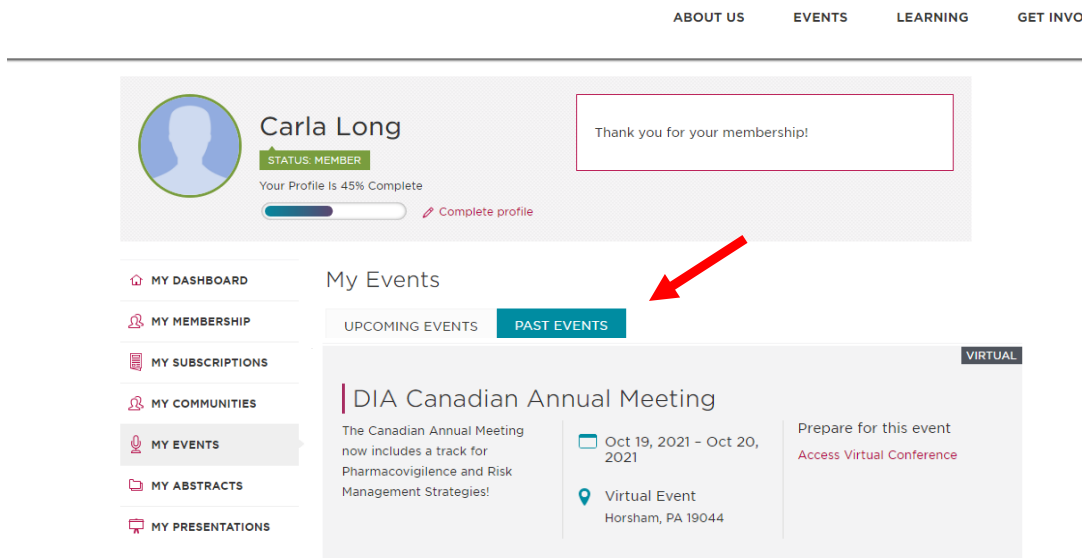 ABOUT US EVENTS LEARNING GET INVO
Carla Long
STATUS: MEMBER
Your Profile Is 45% Complete
Complete profile
Thank you for your membership!
MY DASHBOARD
MY MEMBERSHIP
MY SUBSCRIPTIONS
MY COMMUNITIES
MY EVENTS
MY ABSTRACTS
MY PRESENTATIONS
My Events
UPCOMING EVENTS PAST EVENTS
VIRTUAL
DIA Canadian Annual Meeting
The Canadian Annual Meeting
now includes a track for
Pharmacovigilence and Risk
Management Strategies!
Oct 19, 2021 – Oct 20,
2021
Virtual Event
Horsham, PA 19044
Prepare for this event
Access Virtual Conference